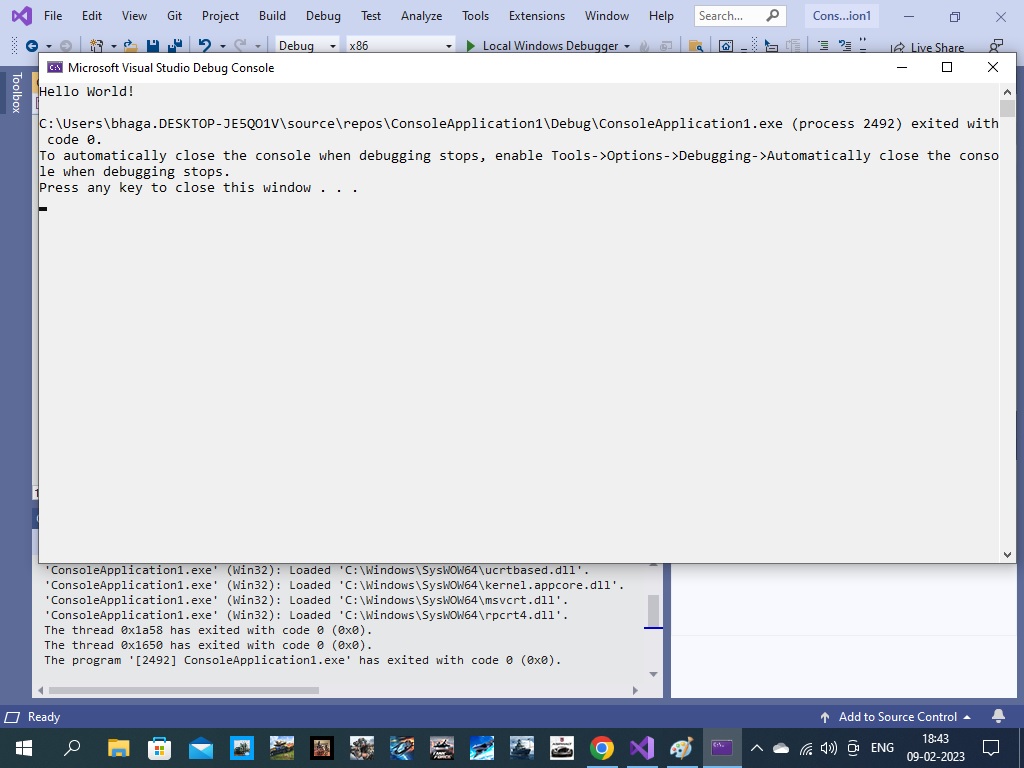 File Edit View Git Project Build Debug Test Analyze Tools Extensions Window Help Search... Cons...ion1
Debug x86 Local Windows Debugger Live Share
Toolbox
Microsoft Visual Studio Debug Console
Hello World!
C:\Users\bhaga.DESKTOP-JE5QO1V\source\repos\ConsoleApplication1\Debug\ConsoleApplication1.exe (process 2492) exited with
code 0.
To automatically close the console when debugging stops, enable Tools->Options->Debugging->Automatically close the conso
le when debugging stops.
Press any key to close this window . . .
'ConsoleApplication1.exe' (Win32): Loaded 'C:\Windows\SysWOW64\ucrtbased.dll'.
'ConsoleApplication1.exe' (Win32): Loaded 'C:\Windows\SysWOW64\kernel.appcore.dll'.
'ConsoleApplication1.exe' (Win32): Loaded 'C:\Windows\SysWOW64\msvcrt.dll'.
'ConsoleApplication1.exe' (Win32): Loaded 'C:\Windows\SysWOW64\rpcrt4.dll'.
The thread 0x1a58 has exited with code 0 (0x0).
The thread 0x1650 has exited with code 0 (0x0).
The program '[2492] ConsoleApplication1.exe' has exited with code 0 (0x0).
Ready Add to Source Control
ENG
18:43
09-02-2023